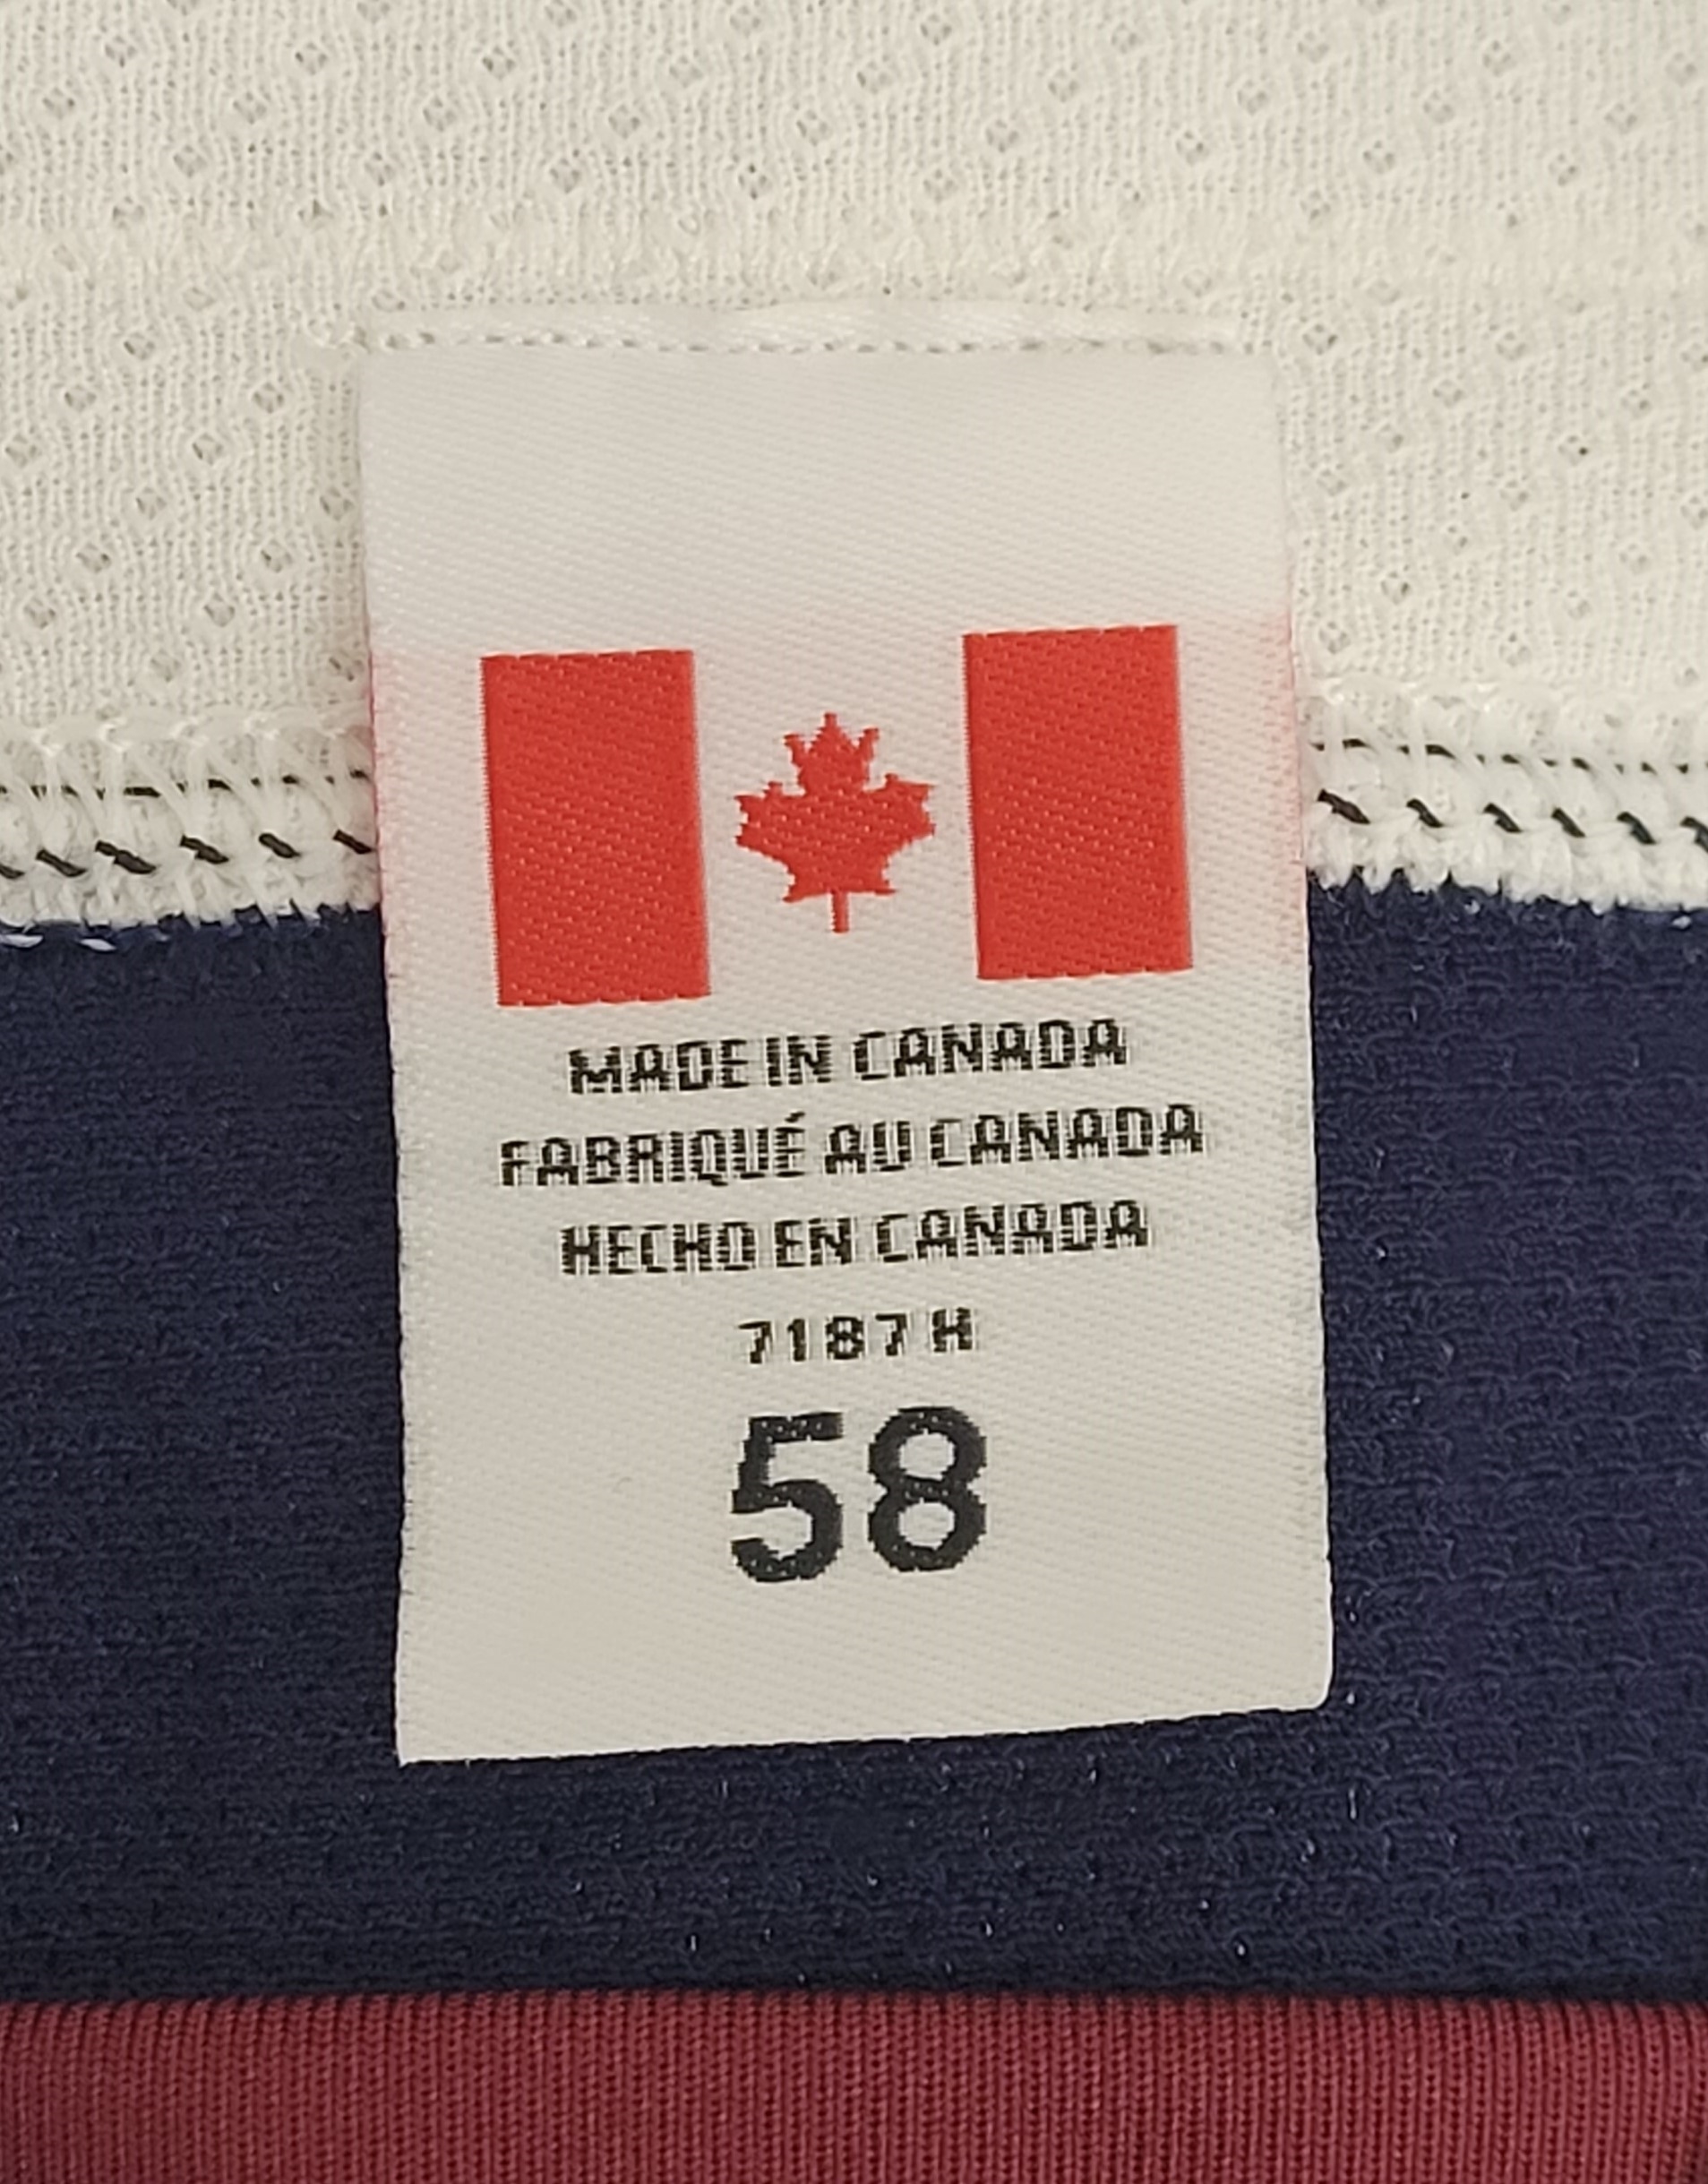 MADE IN CANADA
FABRIQUÉ AU CANADA
HECHO EN CANADA
7187 H
58